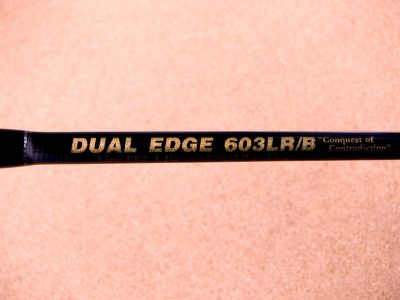 DUAL EDGE 603LR/B "Conquest of
Contradiction"